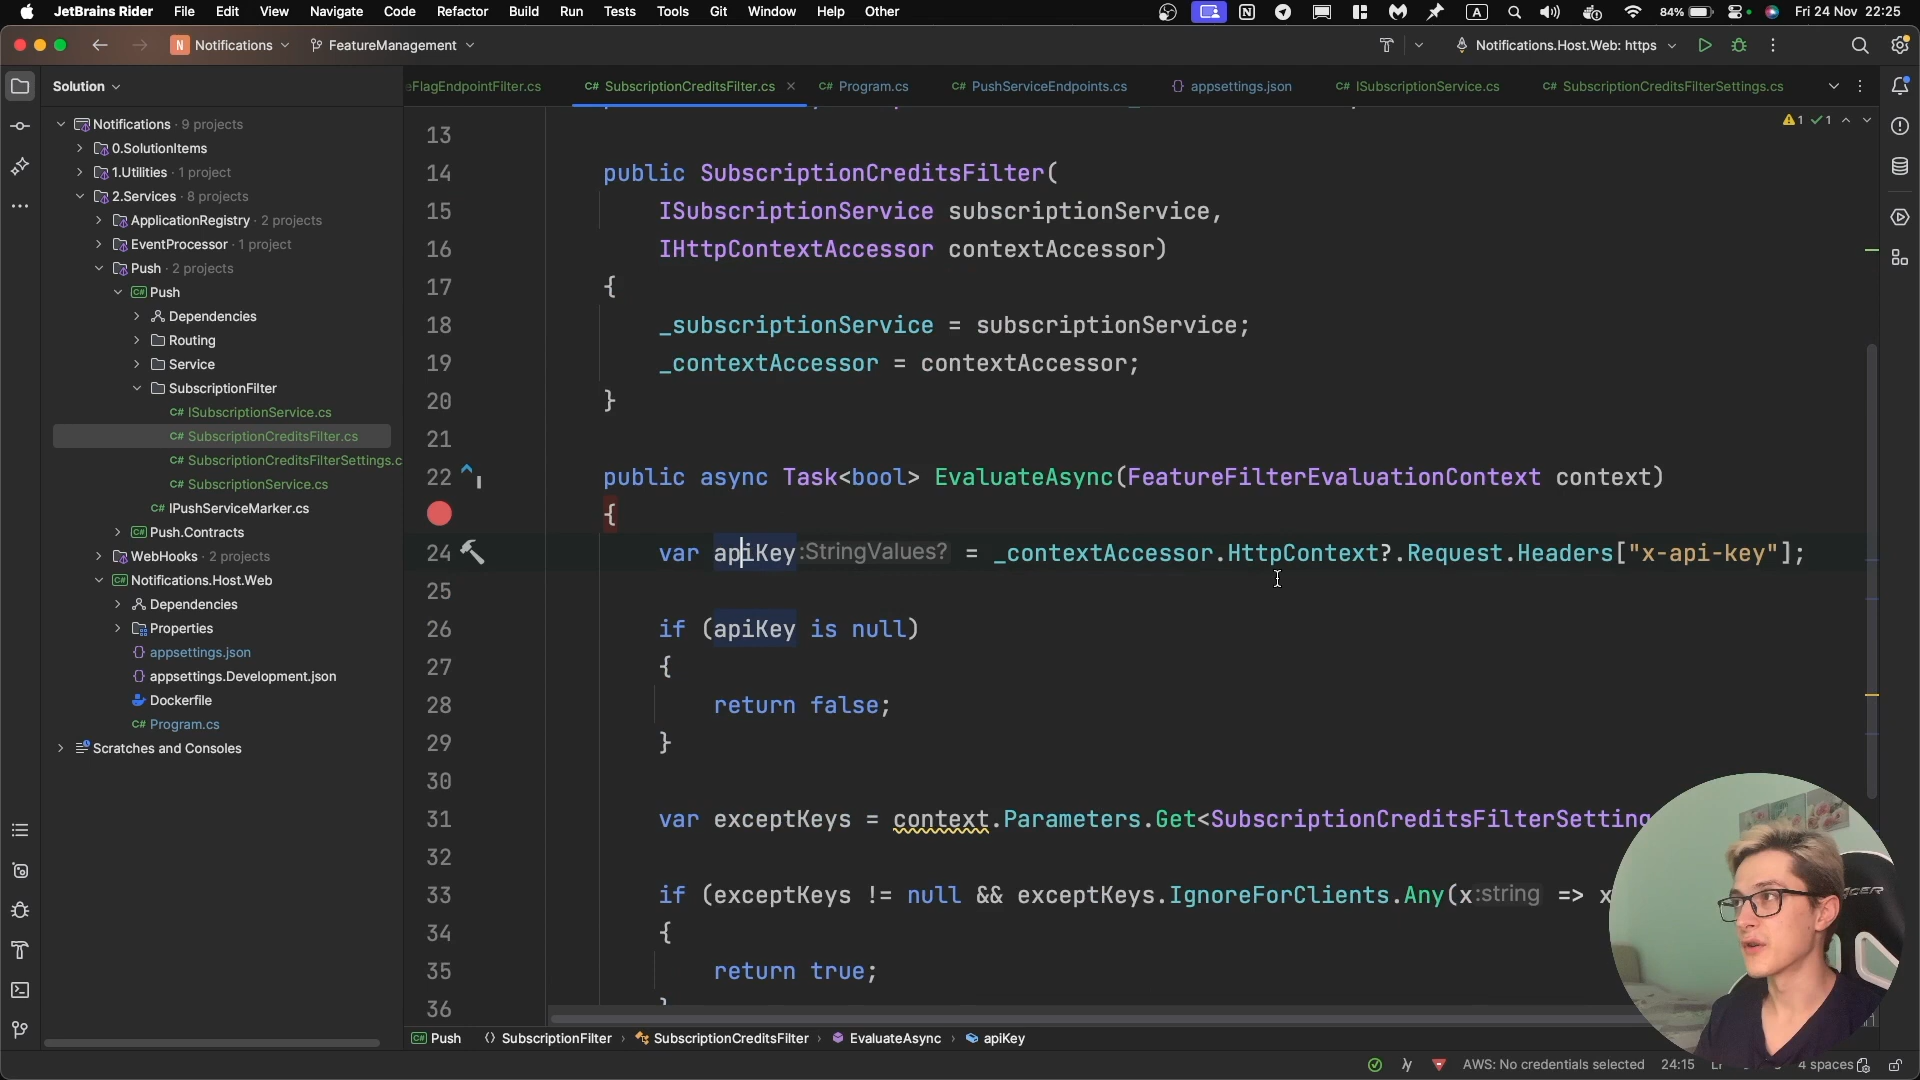 JetBrains Rider File Edit View Navigate Code Refactor Build Run Tests Tools Git Window Help Other A 84% Fri 24 Nov 22:25
N Notifications FeatureManagement Notifications.Host.Web: https
Solution
eFlagEndpointFilter.cs C# SubscriptionCreditsFilter.cs C# Program.cs C# PushServiceEndpoints.cs {} appsettings.json C# ISubscriptionService.cs C# SubscriptionCreditsFilterSettings.cs
1 1
Notifications · 9 projects
0.SolutionItems
1.Utilities · 1 project
2.Services · 8 projects
ApplicationRegistry · 2 projects
EventProcessor · 1 project
Push · 2 projects
C# Push
Dependencies
Routing
Service
SubscriptionFilter
C# ISubscriptionService.cs
C# SubscriptionCreditsFilter.cs
C# SubscriptionCreditsFilterSettings.c
C# SubscriptionService.cs
C# IPushServiceMarker.cs
C# Push.Contracts
WebHooks · 2 projects
C# Notifications.Host.Web
Dependencies
Properties
{} appsettings.json
{} appsettings.Development.json
Dockerfile
C# Program.cs
Scratches and Consoles
13
14 public SubscriptionCreditsFilter(
15 ISubscriptionService subscriptionService,
16 IHttpContextAccessor contextAccessor)
17 {
18 _subscriptionService = subscriptionService;
19 _contextAccessor = contextAccessor;
20 }
21
22 public async Task<bool> EvaluateAsync(FeatureFilterEvaluationContext context)
{
24 var apiKey:StringValues? = _contextAccessor.HttpContext?.Request.Headers["x-api-key"];
25
26 if (apiKey is null)
27 {
28 return false;
29 }
30
31 var exceptKeys = context.Parameters.Get<SubscriptionCreditsFilterSetting
32
33 if (exceptKeys != null && exceptKeys.IgnoreForClients.Any(x:string => x
34 {
35 return true;
36 }
C# Push SubscriptionFilter SubscriptionCreditsFilter EvaluateAsync apiKey
AWS: No credentials selected 24:15 4 spaces